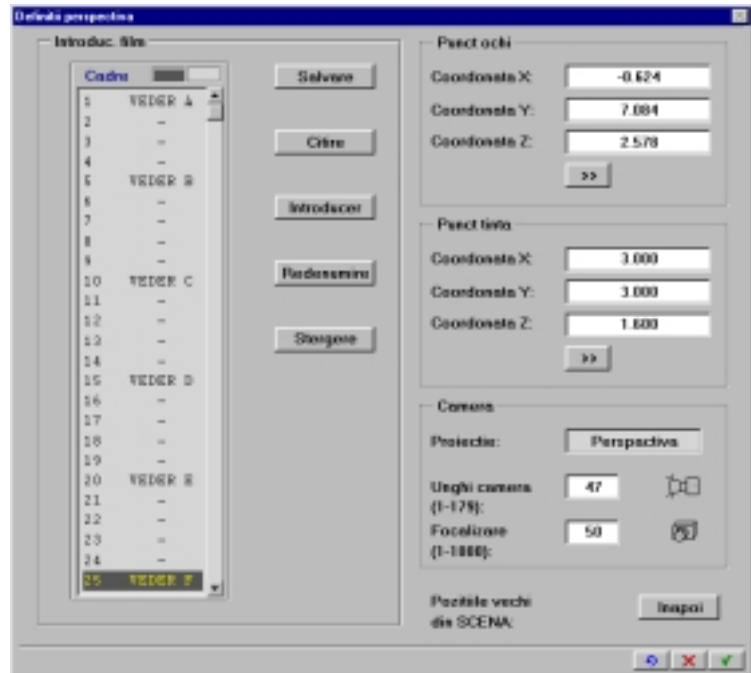 Definitii perspectiva
Introduc. film
Cadre
1 VEDER A
2 -
3 -
4 -
5 VEDER B
6 -
7 -
8 -
9 -
10 VEDER C
11 -
12 -
13 -
14 -
15 VEDER D
16 -
17 -
18 -
19 -
20 VEDER E
21 -
22 -
23 -
24 -
25 VEDER F
Salvare
Citire
Introducer
Redenumire
Stergere
Punct ochi
Coordonata X: -0.624
Coordonata Y: 7.084
Coordonata Z: 2.578
>>
Punct tinta
Coordonata X: 3.000
Coordonata Y: 3.000
Coordonata Z: 1.600
>>
Camera
Proiectie: Perspectiva
Unghi camera 47
(1-179):
Focalizare 50
(1-1000):
Pozitiile vechi
din SCENA:
Inapoi